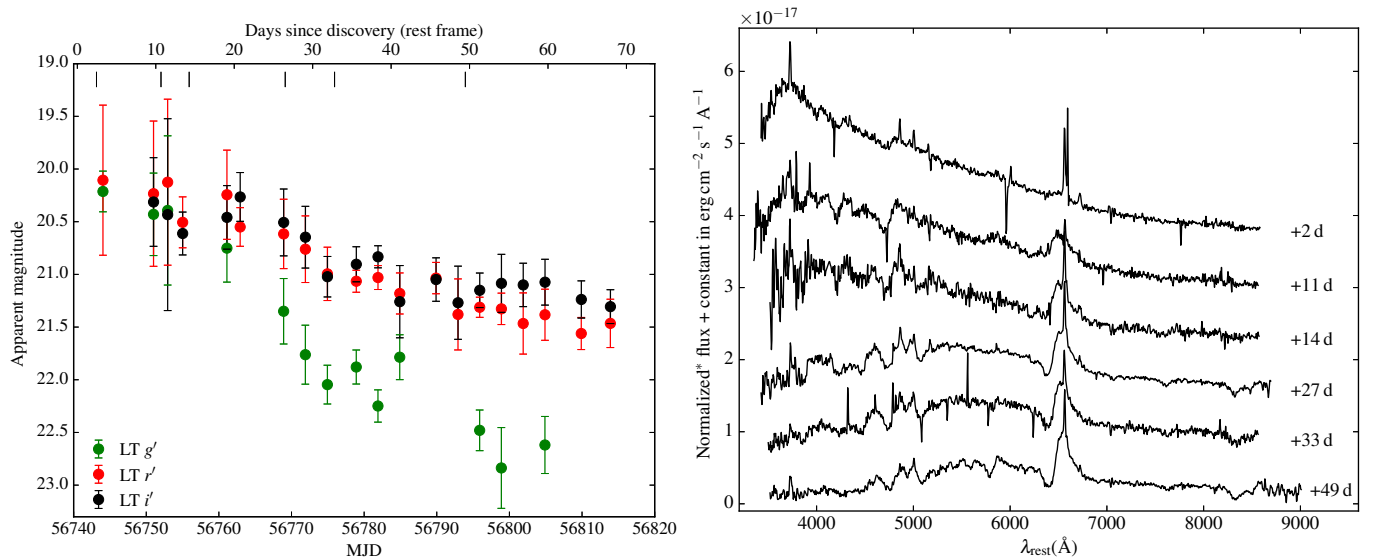 Days since discovery (rest frame)
0 10 20 30 40 50 60 70
19.0
19.5
20.0
20.5
21.0
21.5
22.0
22.5
23.0
Apparent magnitude
LT g′
LT r′
LT i′
56740 56750 56760 56770 56780 56790 56800 56810 56820
MJD
×10⁻¹⁷
6
5
4
3
2
1
0
Normalized* flux + constant in erg cm⁻² s⁻¹ A⁻¹
+2 d
+11 d
+14 d
+27 d
+33 d
+49 d
4000 5000 6000 7000 8000 9000
λrest(Å)